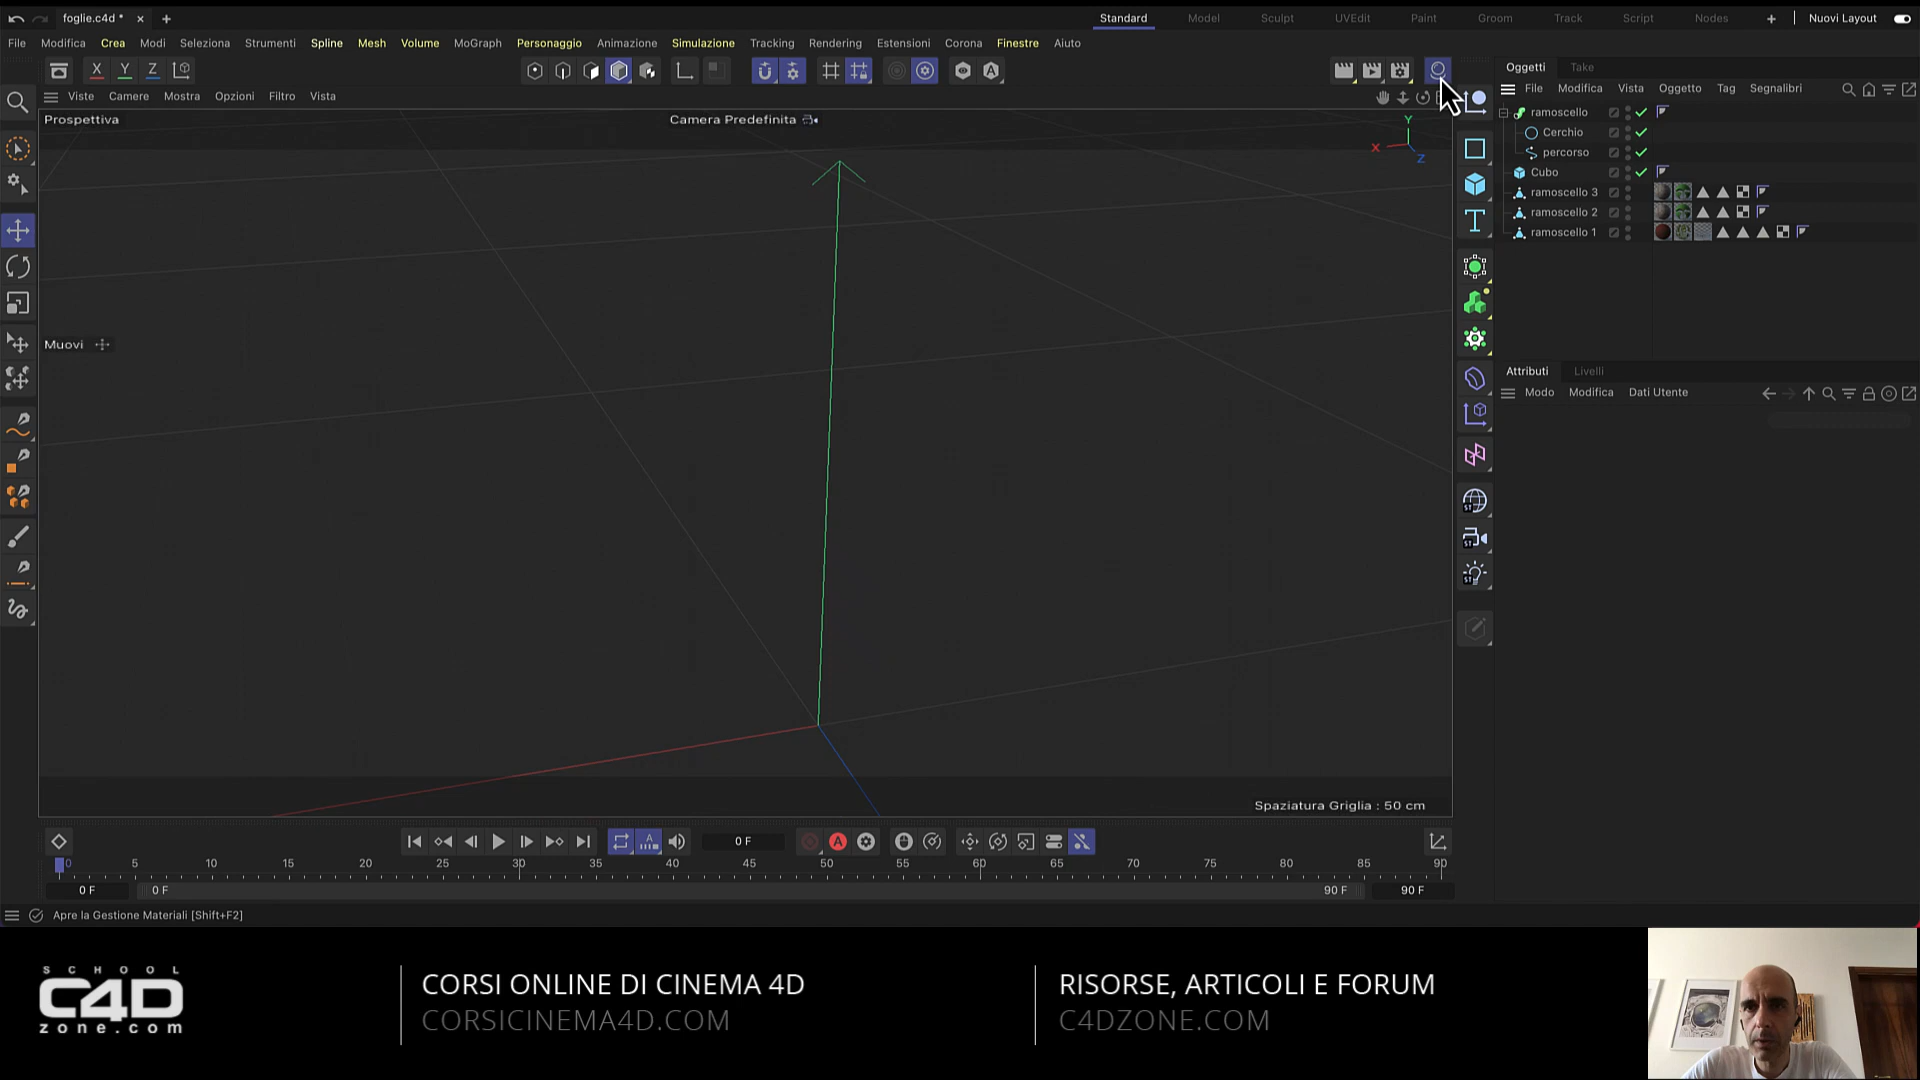 foglie.c4d *
Standard
Model
Sculpt
UVEdit
Paint
Groom
Track
Script
Nodes
Nuovi Layout
File Modifica Crea Modi Seleziona Strumenti Spline Mesh Volume MoGraph Personaggio Animazione Simulazione Tracking Rendering Estensioni Corona Finestre Aiuto
X Y Z
Viste Camere Mostra Opzioni Filtro Vista
Prospettiva
Camera Predefinita
Y
X
Z
Muovi
Spaziatura Griglia : 50 cm
Oggetti Take
File Modifica Vista Oggetto Tag Segnalibri
ramoscello
Cerchio
percorso
Cubo
ramoscello 3
ramoscello 2
ramoscello 1
Attributi Livelli
Modo Modifica Dati Utente
ST
ST
ST
0 F
0 5 10 15 20 25 30 35 40 45 50 55 60 65 70 75 80 85 90
0 F 0 F 90 F 90 F
Apre la Gestione Materiali [Shift+F2]
SCHOOL
C4D
zone.com
CORSI ONLINE DI CINEMA 4D
CORSICINEMA4D.COM
RISORSE, ARTICOLI E FORUM
C4DZONE.COM